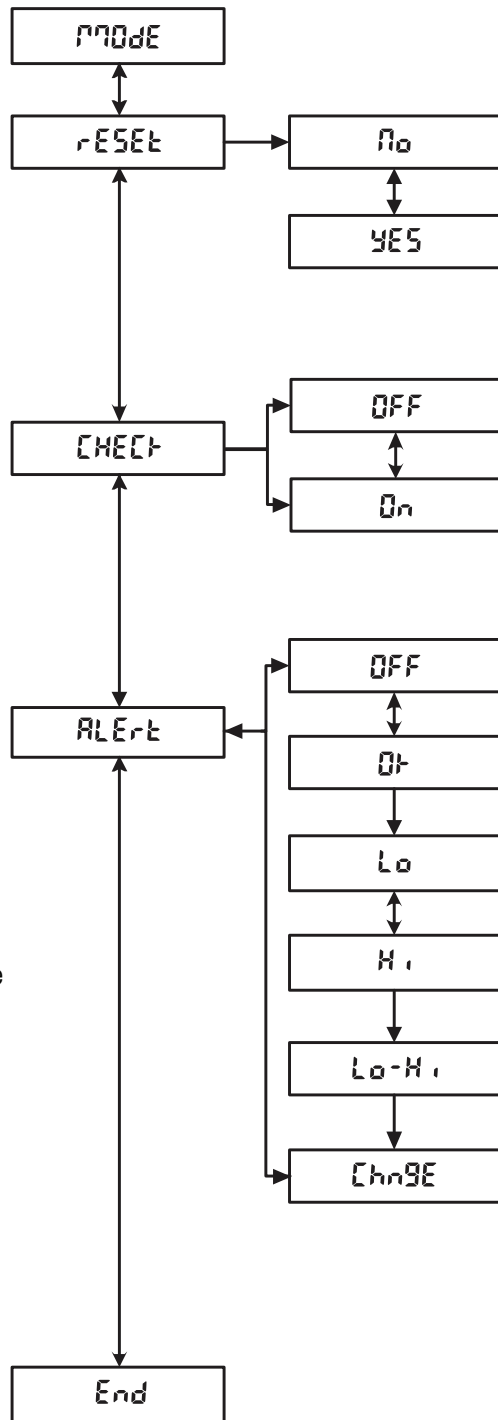 MOdE
rESEt
No
YES
CHECk
OFF
On
ALErt
OFF
Ok
Lo
Hi
e
Lo-Hi
ChngE
End